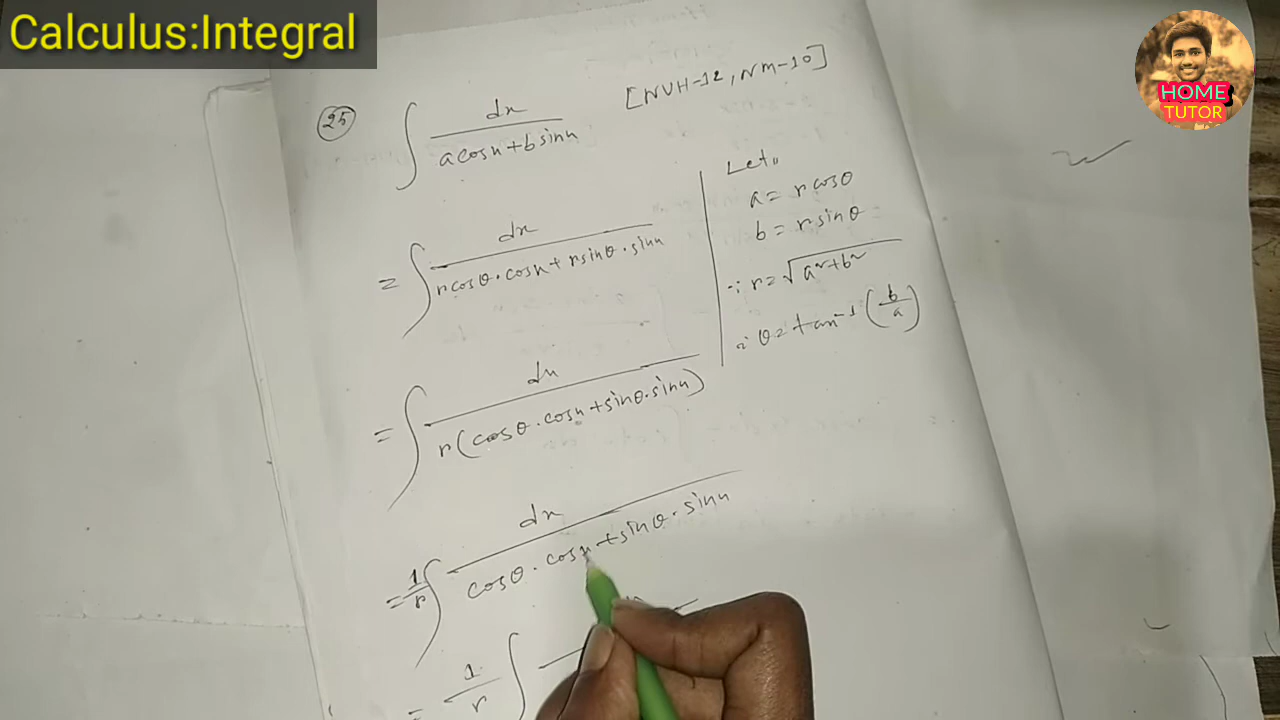 Calculus:Integral
HOME
TUTOR
25 ∫ dx / (a cosx + b sinx) [NUH-12, NM-10]
Let,
a = r cosθ
b = r sinθ
∴ r = √(a²+b²)
∴ θ = tan⁻¹ (b/a)
= ∫ dx / (r cosθ · cosx + r sinθ · sinx)
= ∫ dx / r(cosθ · cosx + sinθ · sinx)
= 1/r ∫ dx / (cosθ · cosx + sinθ · sinx)
= 1/r ∫